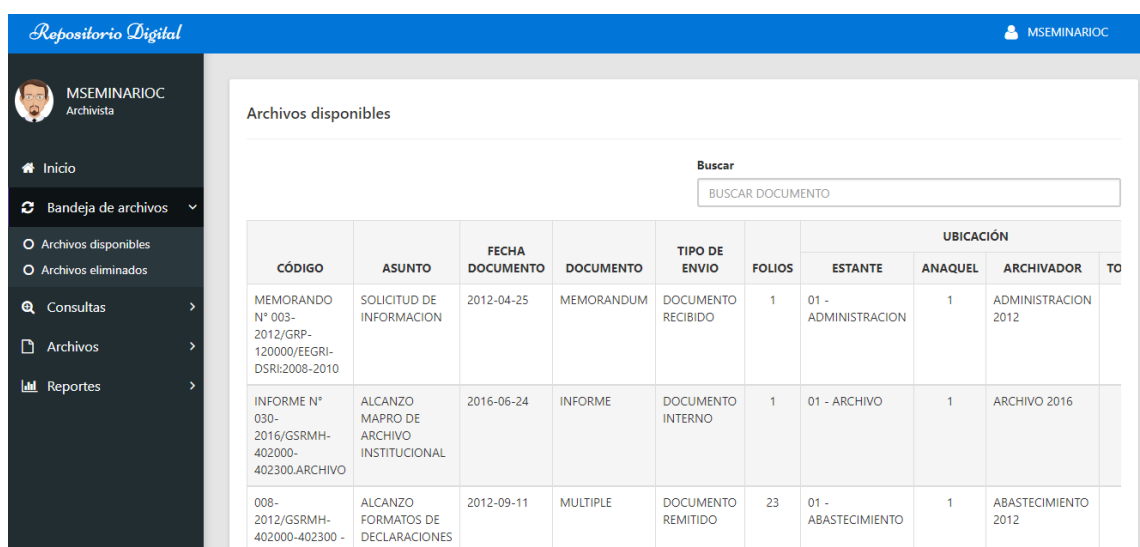 Repositorio Digital
MSEMINARIOC
MSEMINARIOC
Archivista
Inicio
Bandeja de archivos
Archivos disponibles
Archivos eliminados
Consultas
Archivos
Reportes
Archivos disponibles
Buscar
BUSCAR DOCUMENTO
UBICACIÓN
CÓDIGO ASUNTO FECHA DOCUMENTO DOCUMENTO TIPO DE ENVIO FOLIOS ESTANTE ANAQUEL ARCHIVADOR TO
MEMORANDO SOLICITUD DE 2012-04-25 MEMORANDUM DOCUMENTO 1 01 - 1 ADMINISTRACION
N° 003- INFORMACION RECIBIDO ADMINISTRACION 2012
2012/GRP-
120000/EEGRI-
DSRI:2008-2010
INFORME N° ALCANZO 2016-06-24 INFORME DOCUMENTO 1 01 - ARCHIVO 1 ARCHIVO 2016
030- MAPRO DE INTERNO
2016/GSRMH- ARCHIVO
402000- INSTITUCIONAL
402300.ARCHIVO
008- ALCANZO 2012-09-11 MULTIPLE DOCUMENTO 23 01 - 1 ABASTECIMIENTO
2012/GSRMH- FORMATOS DE REMITIDO ABASTECIMIENTO 2012
402000-402300 - DECLARACIONES